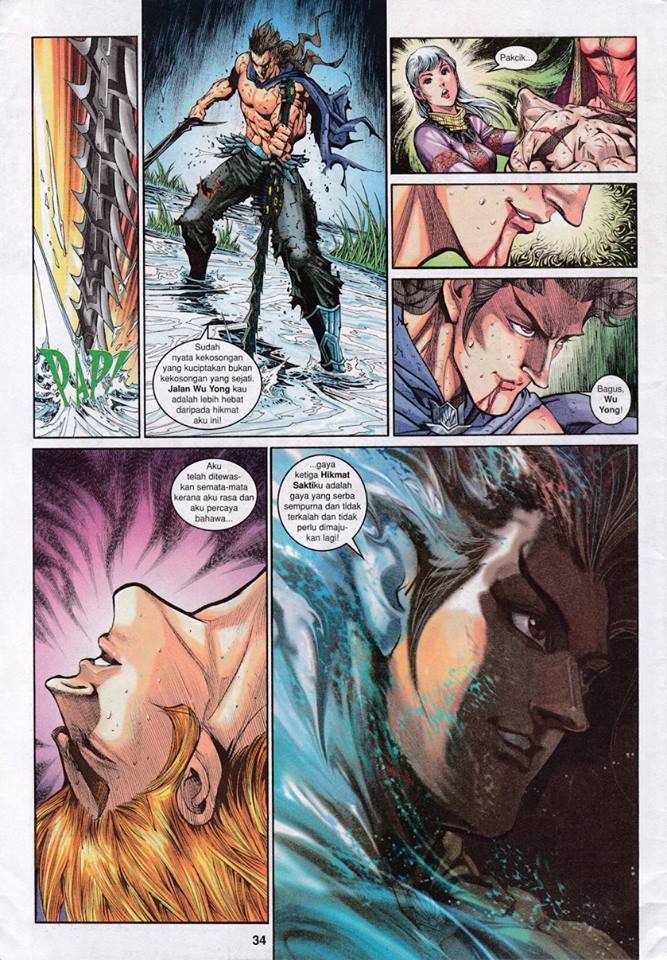 PAP!
Sudah
nyata kekosongan
yang kuciptakan bukan
kekosongan yang sejati.
Jalan Wu Yong kau
adalah lebih hebat
daripada hikmat
aku ini!
Pakcik...
Bagus,
Wu
Yong!
Aku
telah ditewas-
kan semata-mata
kerana aku rasa dan
aku percaya
bahawa...
...gaya
ketiga Hikmat
Saktiku adalah
gaya yang serba
sempurna dan tidak
terkalah dan tidak
perlu dimaju-
kan lagi!
34